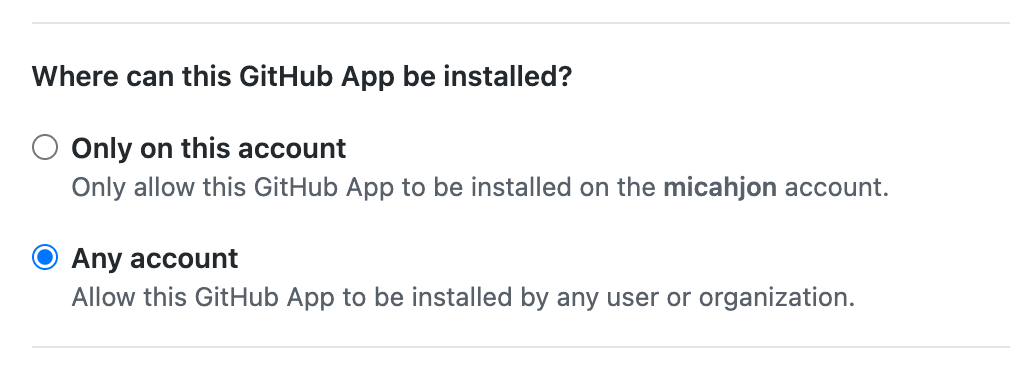 Where can this GitHub App be installed?
Only on this account
Only allow this GitHub App to be installed on the micahjon account.
Any account
Allow this GitHub App to be installed by any user or organization.